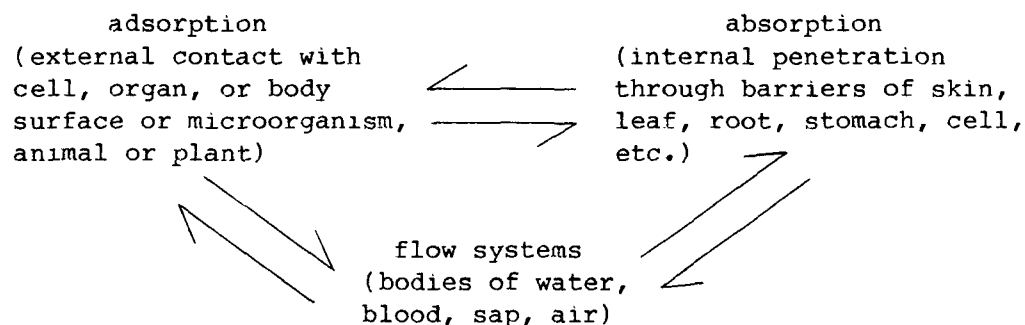 adsorption
(external contact with
cell, organ, or body
surface or microorganism,
animal or plant)
absorption
(internal penetration
through barriers of skin,
leaf, root, stomach, cell,
etc.)
flow systems
(bodies of water,
blood, sap, air)